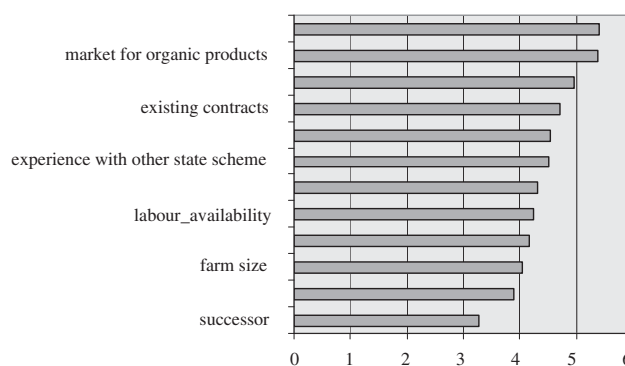 market for organic products
existing contracts
experience with other state scheme
labour_availability
farm size
successor
0 1 2 3 4 5 6